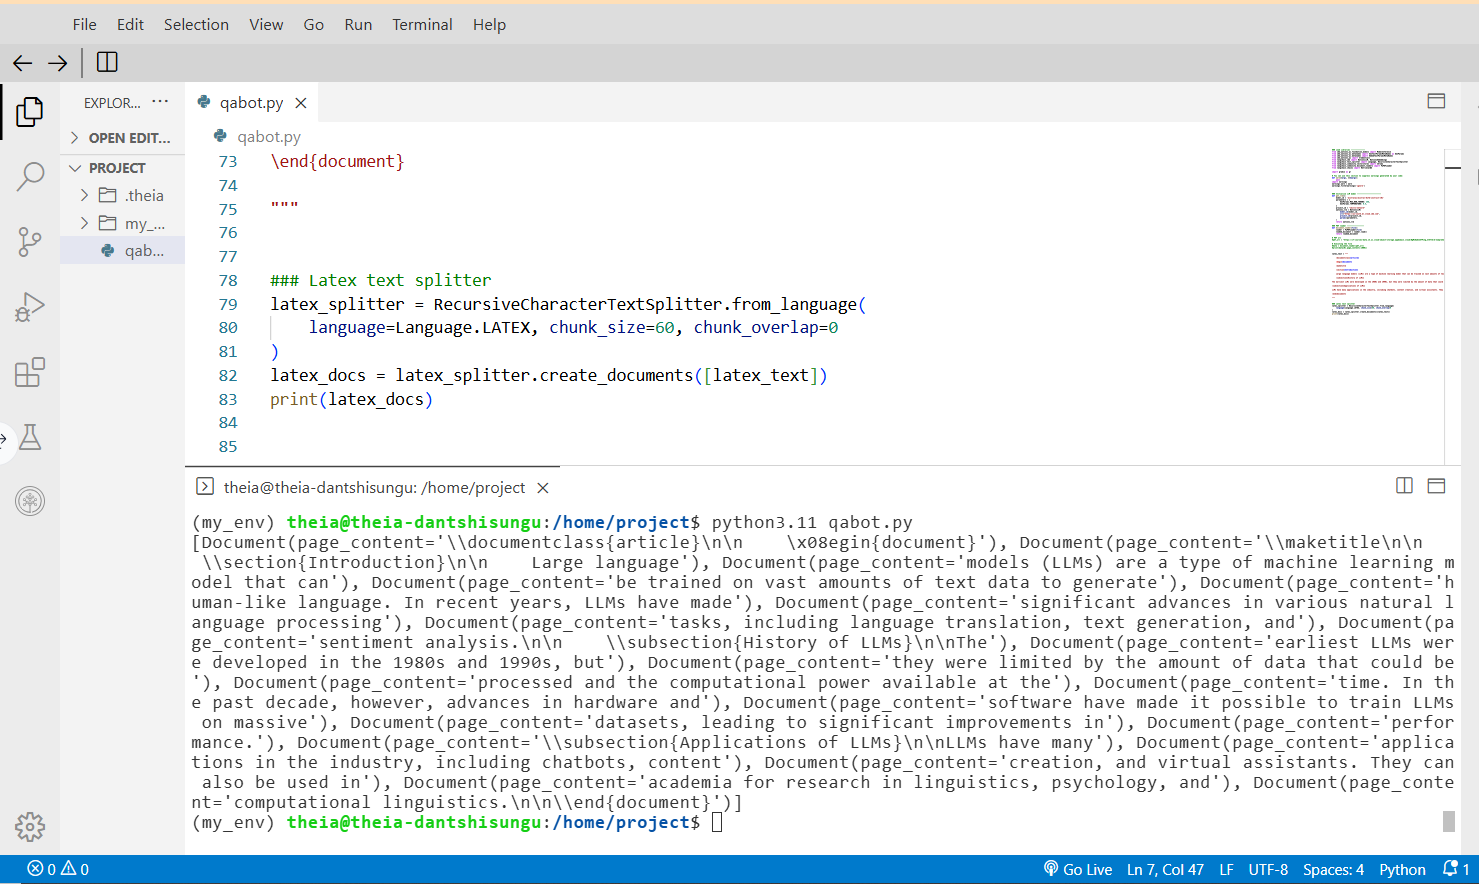 File Edit Selection View Go Run Terminal Help
EXPLOR... ...
OPEN EDIT...
PROJECT
.theia
my_...
qab...
qabot.py
qabot.py
73 \end{document}
74
75 """
76
77
78 ### Latex text splitter
79 latex_splitter = RecursiveCharacterTextSplitter.from_language(
80     language=Language.LATEX, chunk_size=60, chunk_overlap=0
81 )
82 latex_docs = latex_splitter.create_documents([latex_text])
83 print(latex_docs)
84
85
theia@theia-dantshisungu: /home/project
(my_env) theia@theia-dantshisungu:/home/project$ python3.11 qabot.py
[Document(page_content='\\documentclass{article}\n\n    \x08egin{document}'), Document(page_content='\\maketitle\n\n
 \\section{Introduction}\n\n    Large language'), Document(page_content='models (LLMs) are a type of machine learning m
odel that can'), Document(page_content='be trained on vast amounts of text data to generate'), Document(page_content='h
uman-like language. In recent years, LLMs have made'), Document(page_content='significant advances in various natural l
anguage processing'), Document(page_content='tasks, including language translation, text generation, and'), Document(pa
ge_content='sentiment analysis.\n\n    \\subsection{History of LLMs}\n\nThe'), Document(page_content='earliest LLMs wer
e developed in the 1980s and 1990s, but'), Document(page_content='they were limited by the amount of data that could be
'), Document(page_content='processed and the computational power available at the'), Document(page_content='time. In th
e past decade, however, advances in hardware and'), Document(page_content='software have made it possible to train LLMs
 on massive'), Document(page_content='datasets, leading to significant improvements in'), Document(page_content='perfor
mance.'), Document(page_content='\\subsection{Applications of LLMs}\n\nLLMs have many'), Document(page_content='applica
tions in the industry, including chatbots, content'), Document(page_content='creation, and virtual assistants. They can
 also be used in'), Document(page_content='academia for research in linguistics, psychology, and'), Document(page_conte
nt='computational linguistics.\n\n\\end{document}')]
(my_env) theia@theia-dantshisungu:/home/project$
0 0 Go Live Ln 7, Col 47 LF UTF-8 Spaces: 4 Python 1